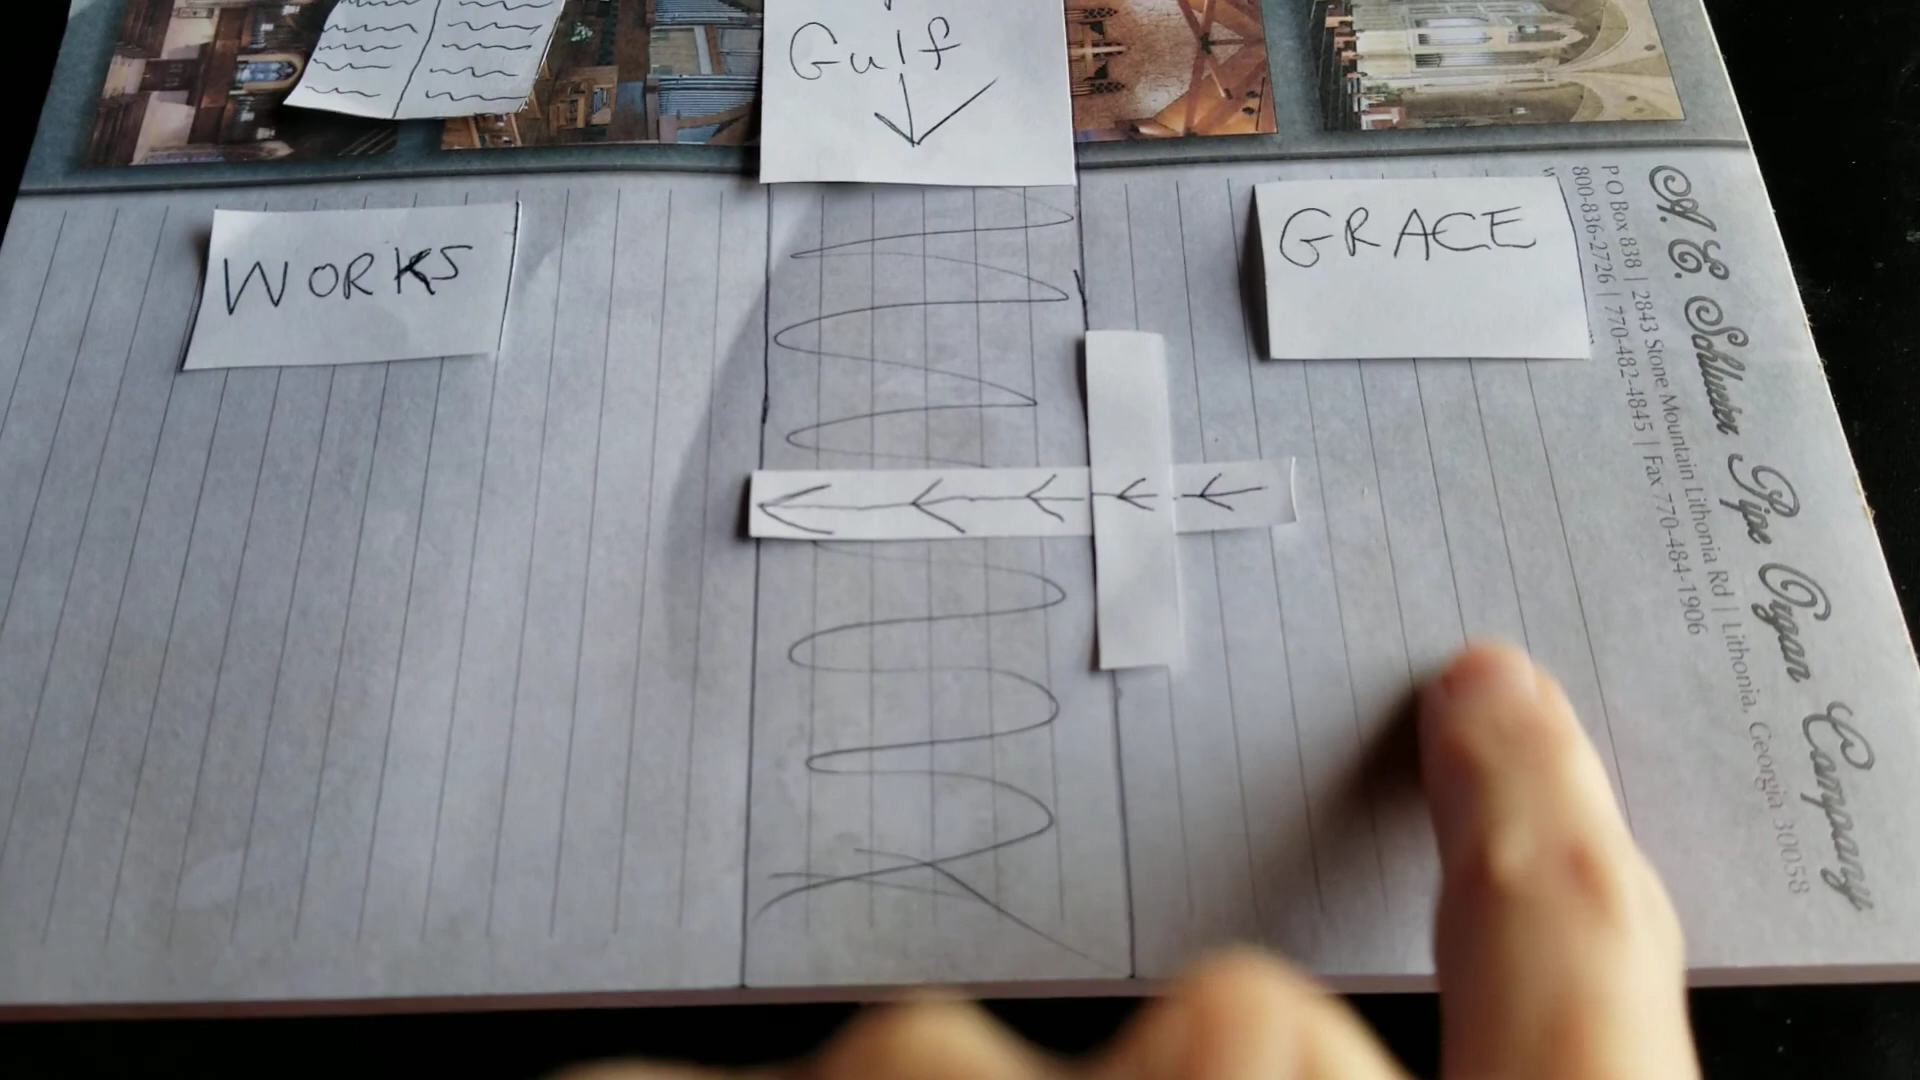 Gulf
WORKS
GRACE
A. E. Schlueter Pipe Organ Company
P O Box 838 | 2843 Stone Mountain Lithonia Rd | Lithonia, Georgia 30058
800-836-2726 | 770-482-4845 | Fax 770-484-1906